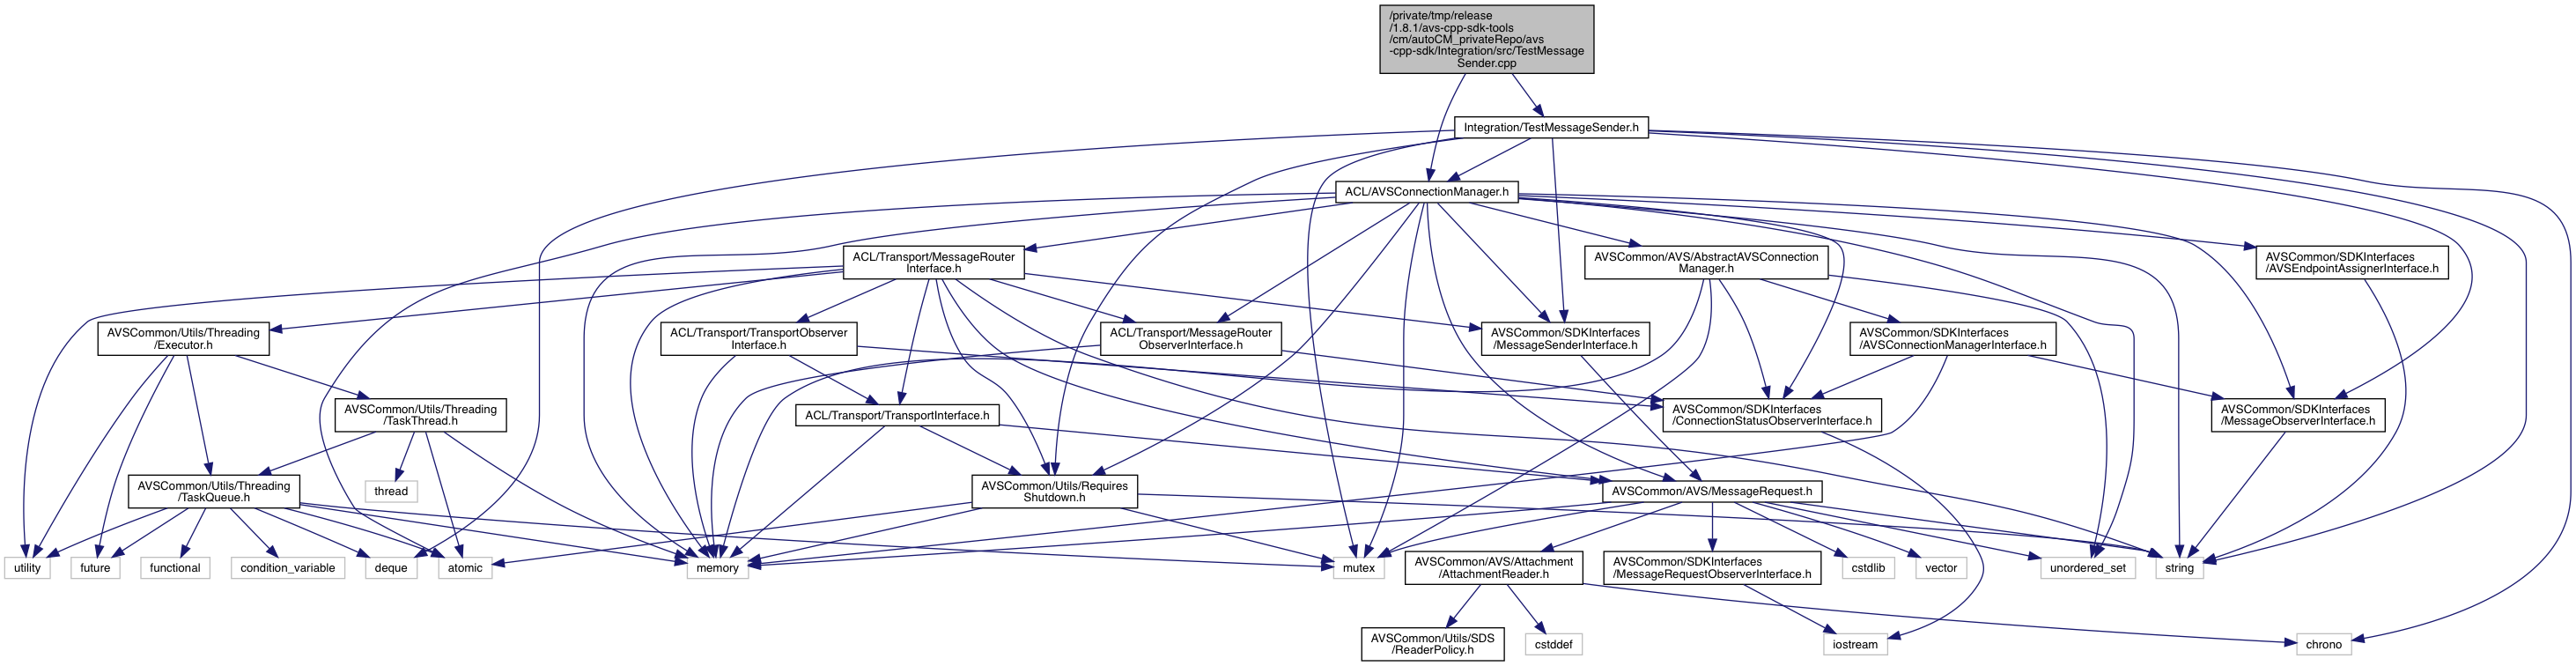 /private/tmp/release
/1.8.1/avs-cpp-sdk-tools
/cm/autoCM_privateRepo/avs
-cpp-sdk/Integration/src/TestMessage
Sender.cpp
Integration/TestMessageSender.h
ACL/AVSConnectionManager.h
ACL/Transport/MessageRouter
Interface.h
AVSCommon/AVS/AbstractAVSConnection
Manager.h
AVSCommon/SDKInterfaces
/AVSEndpointAssignerInterface.h
AVSCommon/Utils/Threading
/Executor.h
ACL/Transport/TransportObserver
Interface.h
ACL/Transport/MessageRouter
ObserverInterface.h
AVSCommon/SDKInterfaces
/MessageSenderInterface.h
AVSCommon/SDKInterfaces
/AVSConnectionManagerInterface.h
AVSCommon/Utils/Threading
/TaskThread.h
ACL/Transport/TransportInterface.h
AVSCommon/SDKInterfaces
/ConnectionStatusObserverInterface.h
AVSCommon/SDKInterfaces
/MessageObserverInterface.h
AVSCommon/Utils/Threading
/TaskQueue.h
thread
AVSCommon/Utils/Requires
Shutdown.h
AVSCommon/AVS/MessageRequest.h
utility
future
functional
condition_variable
deque
atomic
memory
mutex
AVSCommon/AVS/Attachment
/AttachmentReader.h
AVSCommon/SDKInterfaces
/MessageRequestObserverInterface.h
cstdlib
vector
unordered_set
string
AVSCommon/Utils/SDS
/ReaderPolicy.h
cstddef
iostream
chrono